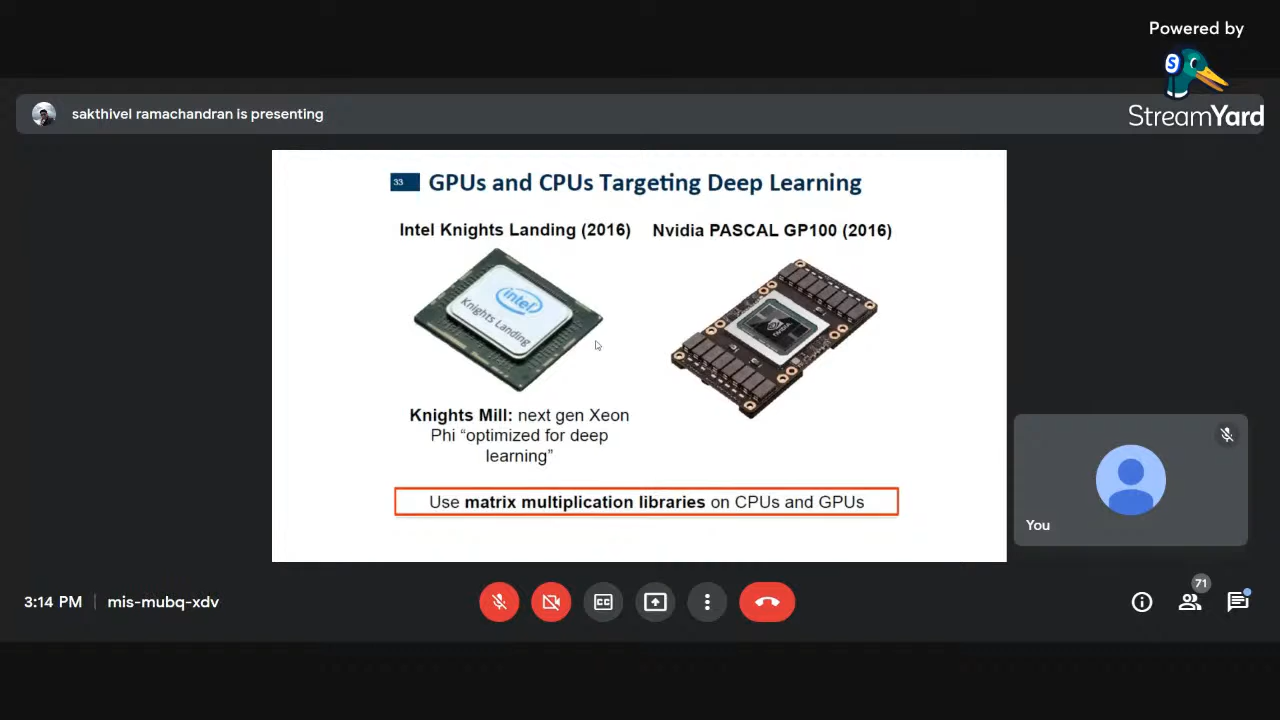 Powered by
StreamYard
sakthivel ramachandran is presenting
33
GPUs and CPUs Targeting Deep Learning
Intel Knights Landing (2016)
Nvidia PASCAL GP100 (2016)
intel
Knights Landing
NVIDIA
Knights Mill: next gen Xeon
Phi “optimized for deep
learning”
Use matrix multiplication libraries on CPUs and GPUs
You
3:14 PM
mis-mubq-xdv
CC
71